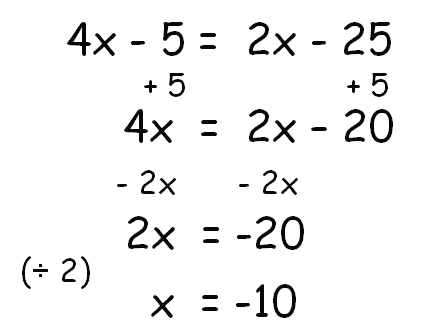 4x - 5 = 2x - 25
+ 5 + 5
4x = 2x - 20
- 2x - 2x
2x = -20
(÷ 2)
x = -10